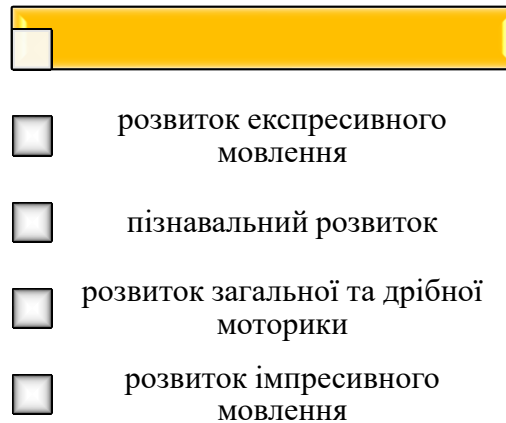 розвиток експресивного
мовлення
пізнавальний розвиток
розвиток загальної та дрібної
моторики
розвиток імпресивного
мовлення